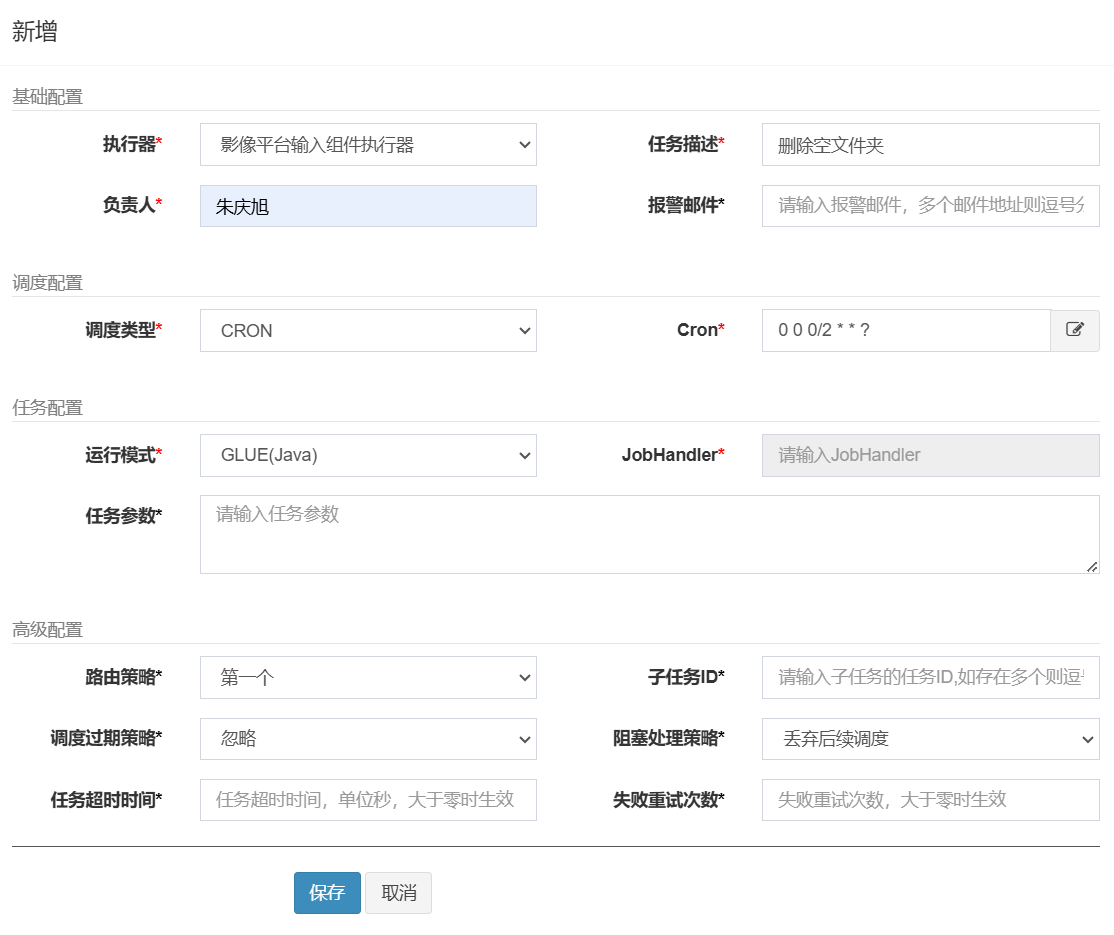 新增
基础配置
执行器* 影像平台输入组件执行器 任务描述* 删除空文件夹
负责人* 朱庆旭 报警邮件* 请输入报警邮件，多个邮件地址则逗号分
调度配置
调度类型* CRON Cron* 0 0 0/2 * * ?
任务配置
运行模式* GLUE(Java) JobHandler* 请输入JobHandler
任务参数* 请输入任务参数
高级配置
路由策略* 第一个 子任务ID* 请输入子任务的任务ID,如存在多个则逗
调度过期策略* 忽略 阻塞处理策略* 丢弃后续调度
任务超时时间* 任务超时时间，单位秒，大于零时生效 失败重试次数* 失败重试次数，大于零时生效
保存 取消